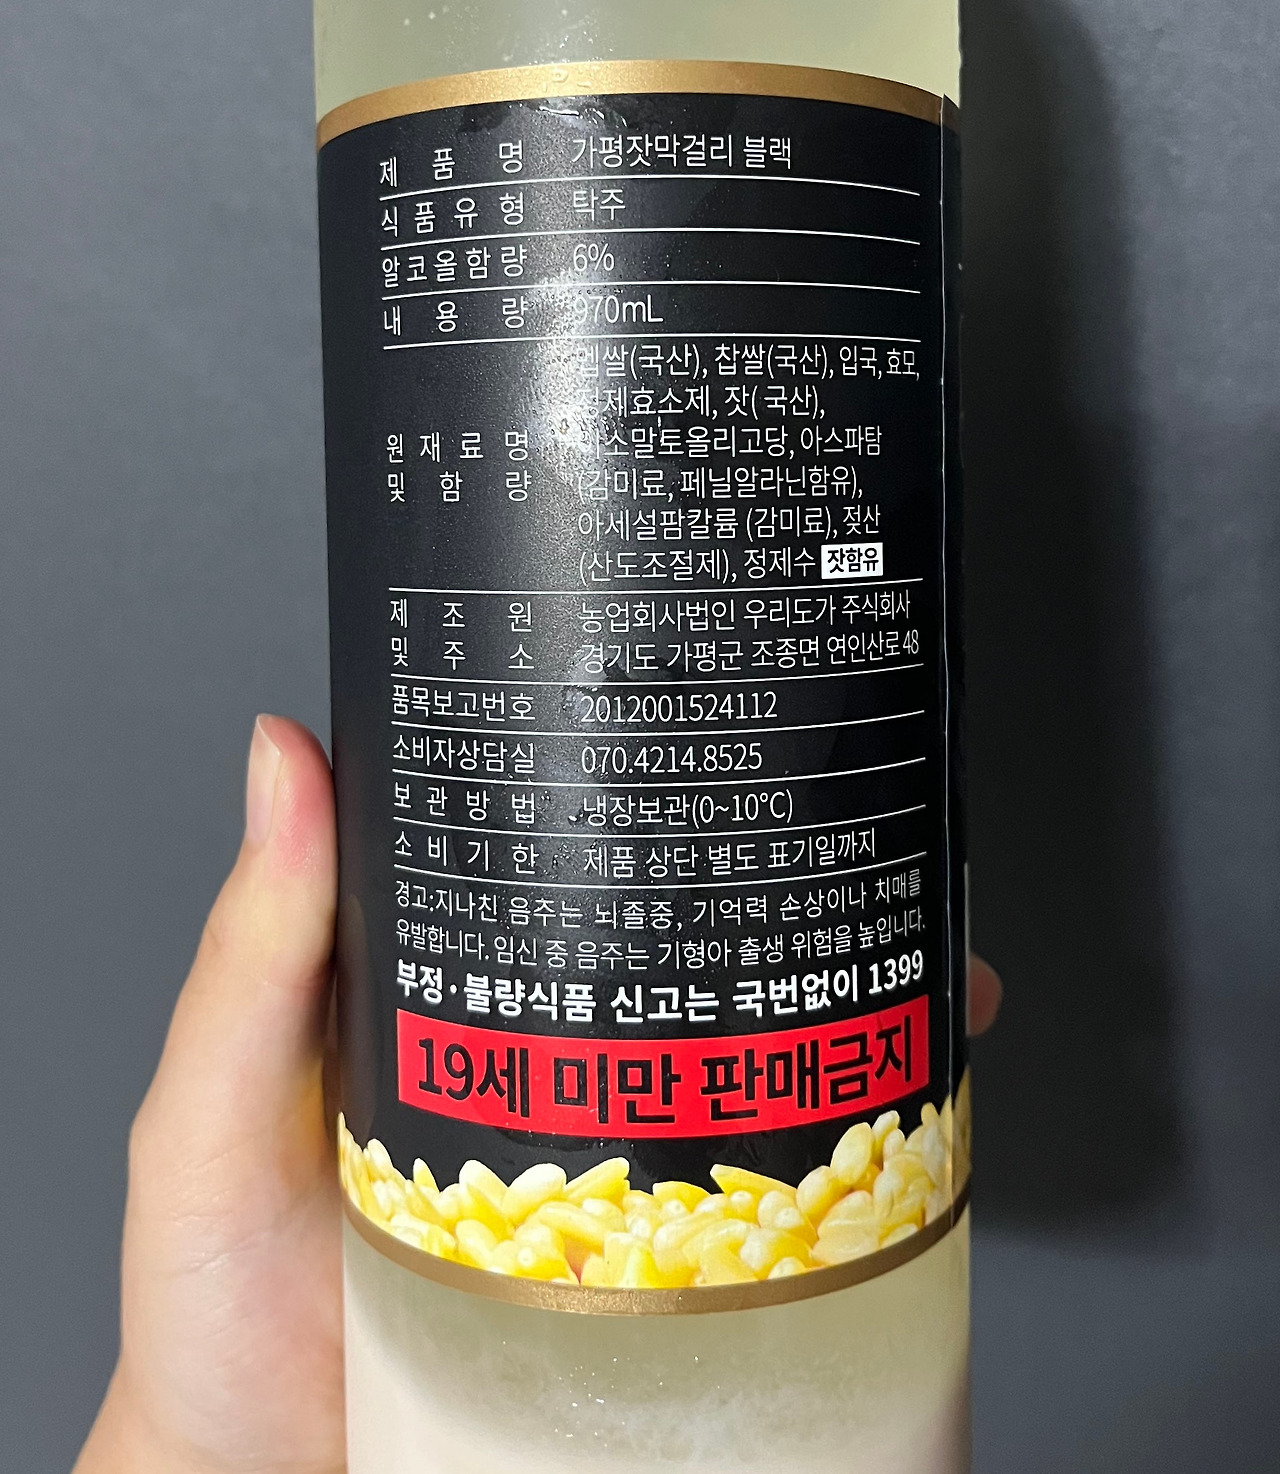 제품명 가평잣막걸리 블랙
식품유형 탁주
알코올함량 6%
내용량 970mL
원재료명 및 함량
멥쌀(국산), 찹쌀(국산), 입국, 효모,
정제효소제, 잣( 국산),
이소말토올리고당, 아스파탐
(감미료, 페닐알라닌함유),
아세설팜칼륨 (감미료), 젖산
(산도조절제), 정제수 잣함유
제조원 농업회사법인 우리도가 주식회사
및 주소 경기도 가평군 조종면 연인산로48
품목보고번호 2012001524112
소비자상담실 070.4214.8525
보관방법 냉장보관(0~10°C)
소비기한 제품 상단 별도 표기일까지
경고:지나친 음주는 뇌졸중, 기억력 손상이나 치매를
유발합니다. 임신 중 음주는 기형아 출생 위험을 높입니다.
부정·불량식품 신고는 국번없이 1399
19세 미만 판매금지